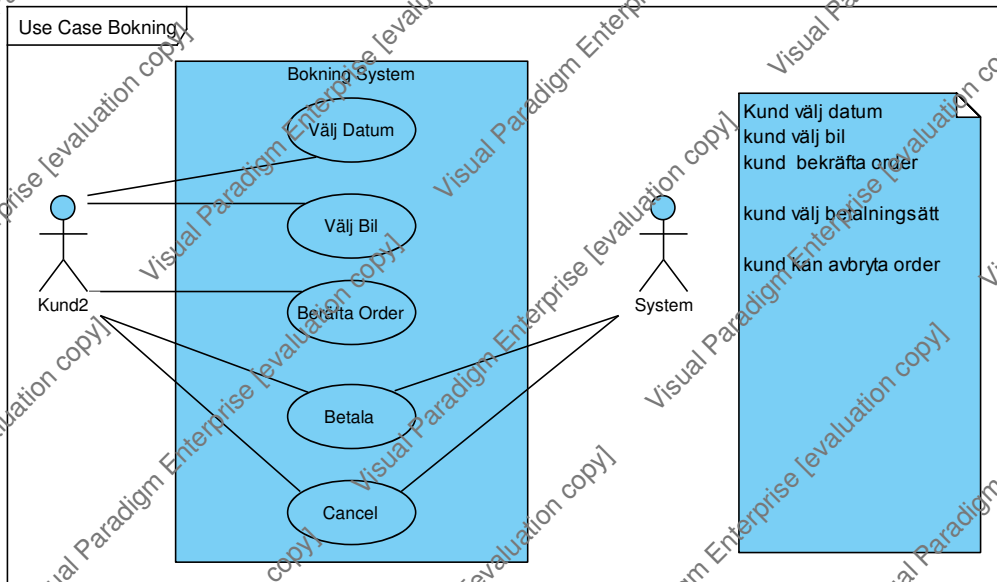 Use Case Bokning
Bokning System
Välj Datum
Välj Bil
Beräfta Order
Betala
Cancel
Kund2
System
Kund välj datum
kund välj bil
kund bekräfta order
kund välj betalningsätt
kund kan avbryta order
Visual Paradigm Enterprise [evaluation copy]